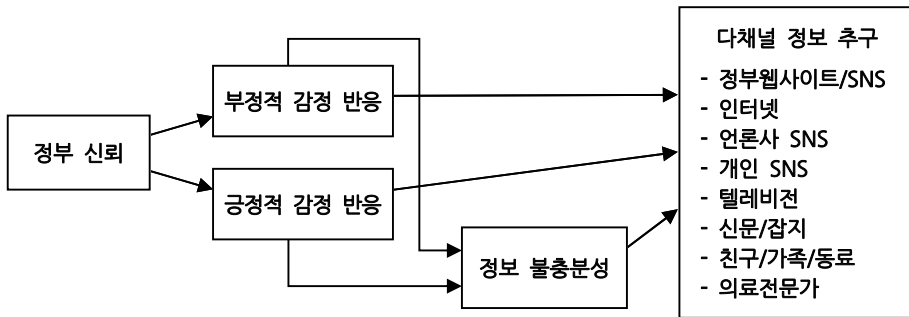 정부 신뢰
부정적 감정 반응
긍정적 감정 반응
정보 불충분성
다채널 정보 추구
- 정부웹사이트/SNS
- 인터넷
- 언론사 SNS
- 개인 SNS
- 텔레비전
- 신문/잡지
- 친구/가족/동료
- 의료전문가